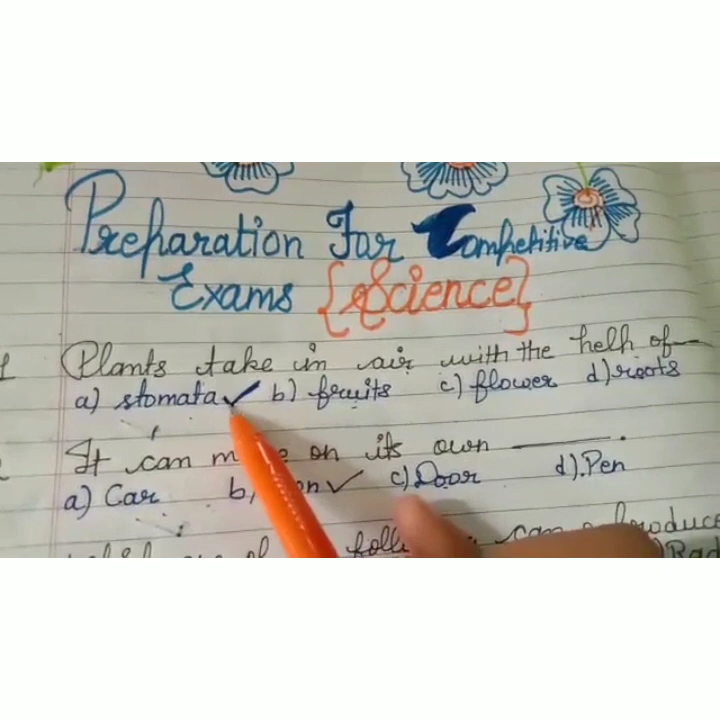 Preparation For Competitive
Exams {Science}
Plants take in air with the help of—
a) stomata✓ b) fruits c) flower d) roots
It can on its own ———.
a) Car b) ✓ c) Door d). Pen
can